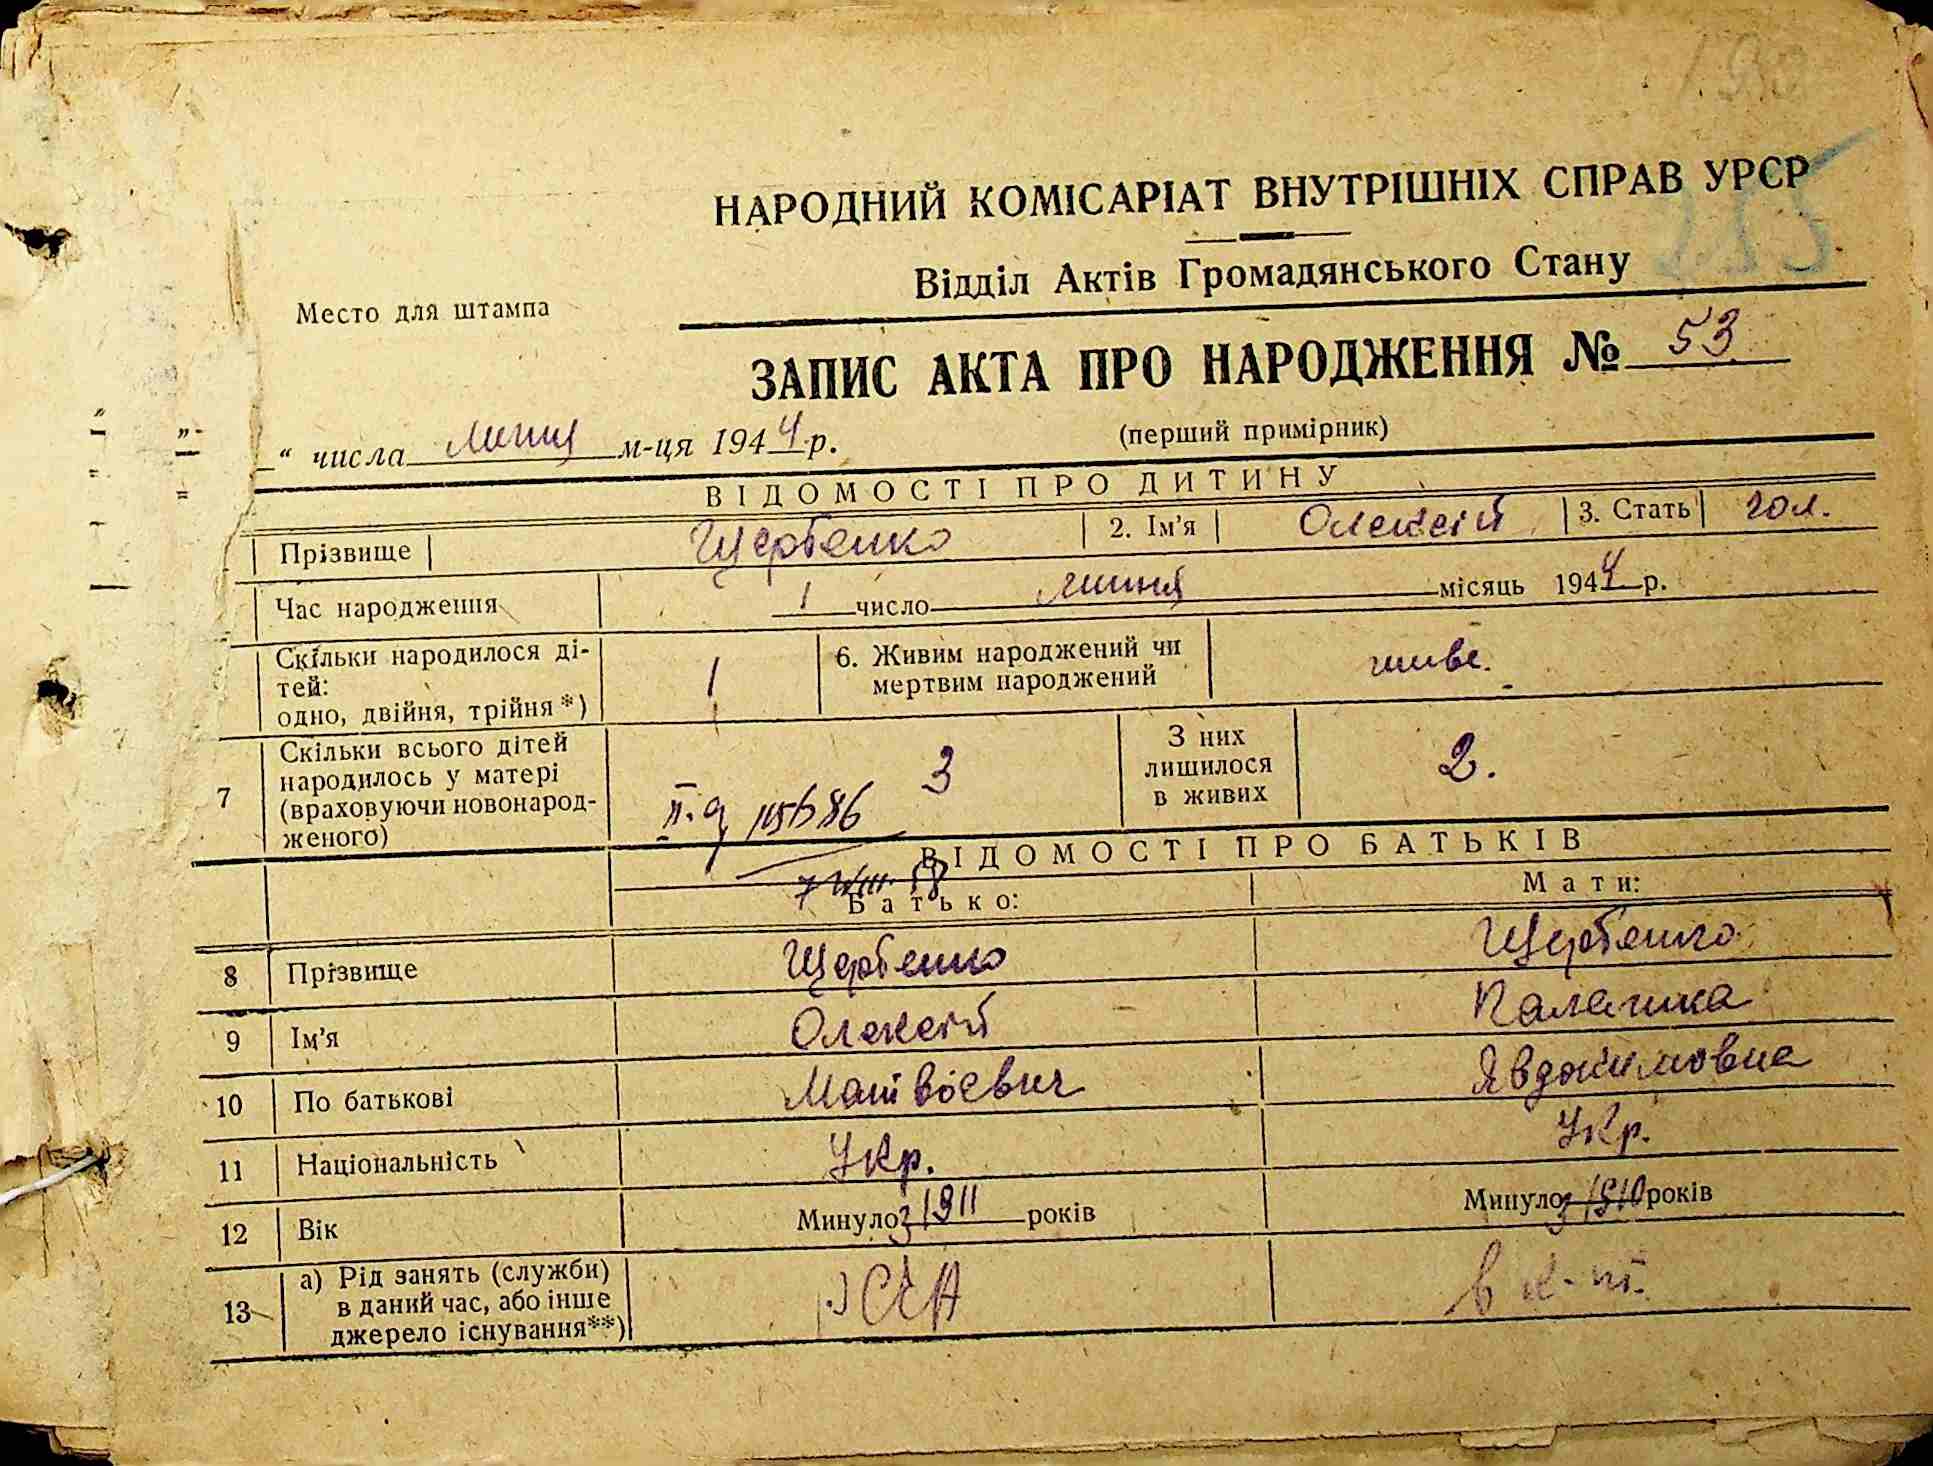 НАРОДНИЙ КОМІСАРІАТ ВНУТРІШНІХ СПРАВ УРСР
Відділ Актів Громадянського Стану
Место для штампа
ЗАПИС АКТА ПРО НАРОДЖЕННЯ № 53
(перший примірник)
“ числа липня м-ця 1944 р.
ВІДОМОСТІ ПРО ДИТИНУ
Прізвище Щербенко 2. Ім'я Олексій 3. Стать чол.
Час народження 1 число липня місяць 1944 р.
Скільки народилося ді-
тей:
одно, двійня, трійня*) 1 6. Живим народжений чи
мертвим народжений живе.
7 Скільки всього дітей
народилось у матері
(враховуючи новонарод-
женого) 3 З них
лишилося
в живих 2.
ВІДОМОСТІ ПРО БАТЬКІВ
Батько: Мати:
8 Прізвище Щербенко Щербенко
9 Ім'я Олексій Палажка
10 По батькові Матвієвич Явдокимовна
11 Національність Укр. Укр.
12 Вік Минуло з 1911 років Минуло з 1910 років
13 а) Рід занять (служби)
в даний час, або інше
джерело існування**)